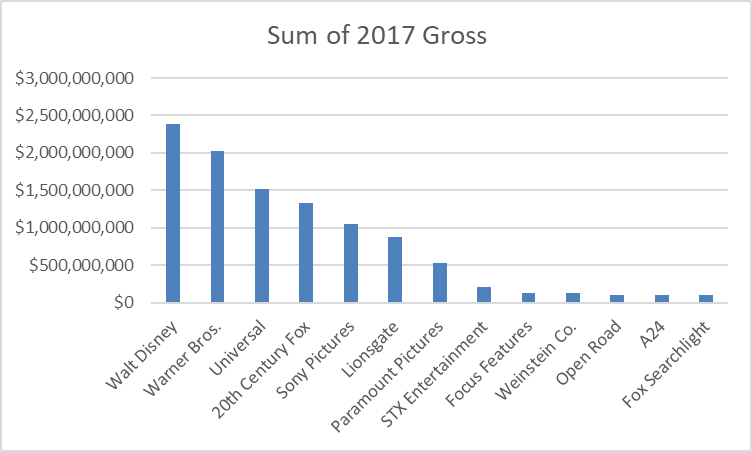 Sum of 2017 Gross
$3,000,000,000
$2,500,000,000
$2,000,000,000
$1,500,000,000
$1,000,000,000
$500,000,000
$0
Walt Disney
Warner Bros.
Universal
20th Century Fox
Sony Pictures
Lionsgate
Paramount Pictures
STX Entertainment
Focus Features
Weinstein Co.
Open Road
A24
Fox Searchlight